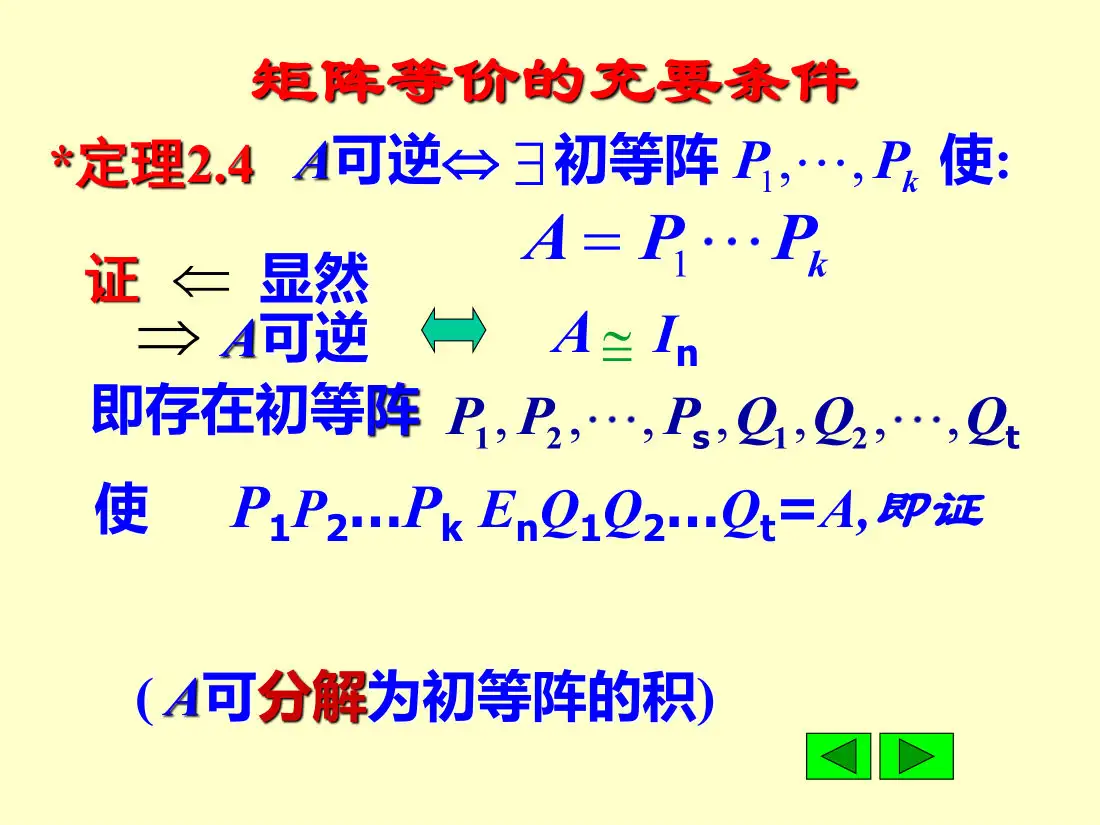 矩阵等价的充要条件
*定理2.4 A可逆⇔∃初等阵 P₁,⋯,Pₖ 使:
A = P₁⋯Pₖ
证 ⇐ 显然
⇒ A可逆 ⇔ A ≅ Iₙ
即存在初等阵 P₁,P₂,⋯,Pₛ,Q₁,Q₂,⋯,Qₜ
使 P₁P₂…Pₖ EₙQ₁Q₂…Qₜ=A,即证
( A可分解为初等阵的积)